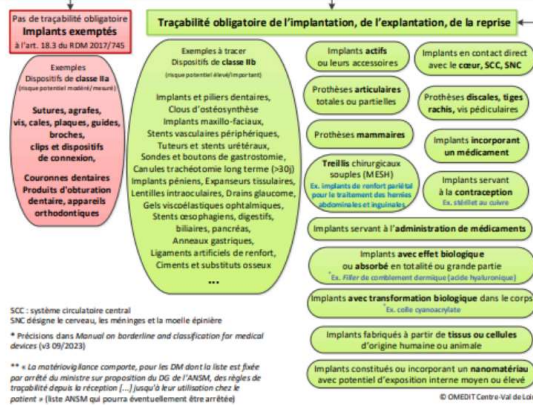 Pas de traçabilité obligatoire
Implants exemptés
à l'art. 18.3 du RDM 2017/745
Exemples
Dispositifs de classe IIa
(risque potentiel modéré/mesuré)
Sutures, agrafes,
vis, cales, plaques, guides,
broches,
clips et dispositifs
de connexion,
Couronnes dentaires
Produits d'obturation
dentaire, appareils
orthodontiques
Traçabilité obligatoire de l'implantation, de l'explantation, de la reprise
Exemples à tracer
Dispositifs de classe IIb
(risque potentiel élevé/important)
Implants et piliers dentaires,
Clous d'ostéosynthèse
Implants maxillo-faciaux,
Stents vasculaires périphériques,
Tuteurs et stents urétéraux,
Sondes et boutons de gastrostomie,
Canules trachéotomie long terme (>30j)
Implants péniens, Expanseurs tissulaires,
Lentilles intraoculaires, Drains glaucome,
Gels viscoélastiques ophtalmiques,
Stents œsophagiens, digestifs,
biliaires, pancréas,
Anneaux gastriques,
Ligaments artificiels de renfort,
Ciments et substituts osseux
...
Implants actifs
ou leurs accessoires
Prothèses articulaires
totales ou partielles
Prothèses mammaires
Treillis chirurgicaux
souples (MESH)
Ex. implants de renfort pariétal
pour le traitement des hernies
abdominales et inguinales
Implants en contact direct
avec le cœur, SCC, SNC
Prothèses discales, tiges
rachis, vis pédiculaires
Implants incorporant
un médicament
Implants servant
à la contraception
Ex. stérilet au cuivre
Implants servant à l'administration de médicaments
Implants avec effet biologique
ou absorbé en totalité ou grande partie
*Ex. Filler de comblement dermique (acide hyaluronique)
Implants avec transformation biologique dans le corps
*Ex. colle cyanoacrylate
Implants fabriqués à partir de tissus ou cellules
d'origine humaine ou animale
Implants constitués ou incorporant un nanomatériau
avec potentiel d'exposition interne moyen ou élevé
SCC : système circulatoire central
SNC désigne le cerveau, les méninges et la moelle épinière
* Précisions dans Manual on borderline and classification for medical
devices (v3 09/2023)
** « La matériovigilance comporte, pour les DM dont la liste est fixée
par arrêté du ministre sur proposition du DG de l'ANSM, des règles de
traçabilité depuis la réception [...] jusqu'à leur utilisation chez le
patient » (liste ANSM qui pourra éventuellement être arrêtée)
© OMEDIT Centre-Val de Loire